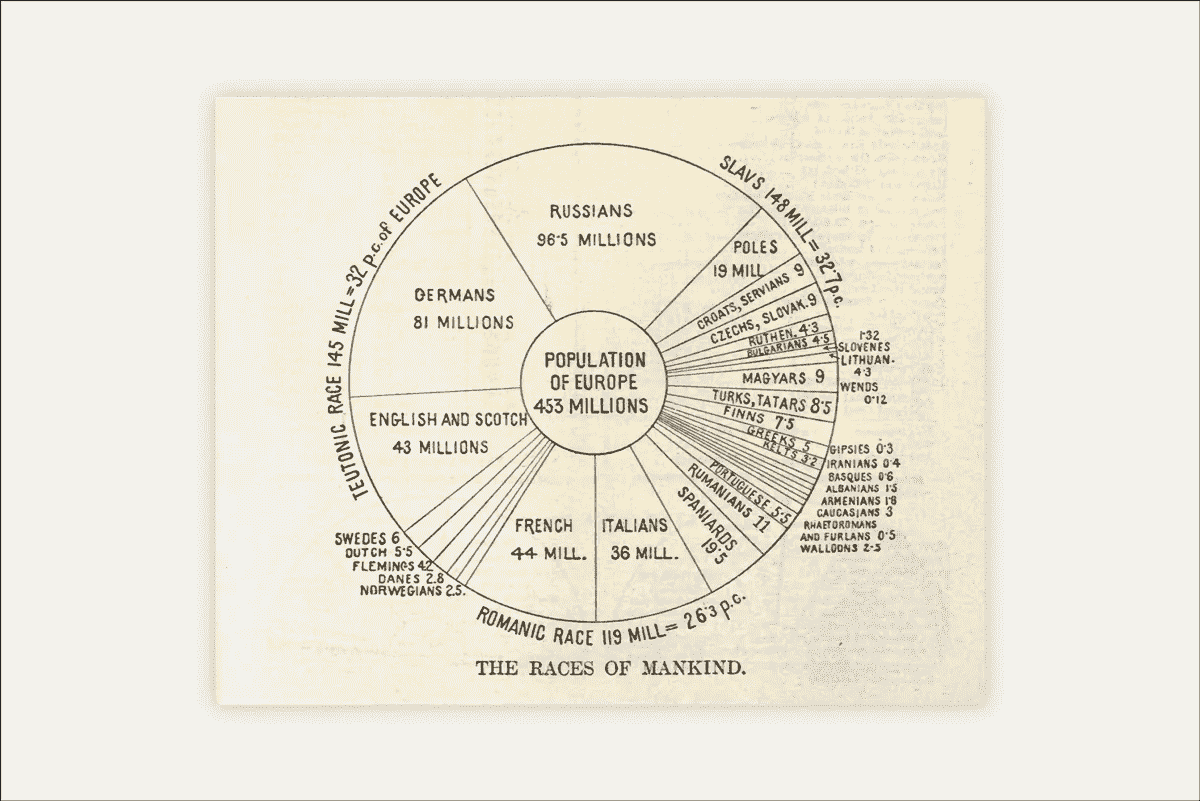 TEUTONIC RACE 145 MILL=32 p.c. of EUROPE
SLAVS 148 MILL=32·7 p.c.
RUSSIANS
96·5 MILLIONS
POLES
19 MILL
CROATS, SERVIANS 9
CZECHS, SLOVAK. 9
RUTHEN. 4·3
BULGARIANS 4·5
1·32
SLOVENES
LITHUAN·
4·3
WENDS
0·12
MAGYARS 9
TURKS, TATARS 8·5
FINNS 7·5
GREEKS 5
KELTS 3·2
GIPSIES 0·3
IRANIANS 0·4
BASQUES 0·6
ALBANIANS 1·5
ARMENIANS 1·8
CAUCASIANS 3
RHAETOROMANS
AND FURLANS 0·5
WALLOONS 2·5
PORTUGUESE 5·5
RUMANIANS 11
SPANIARDS
19·5
ITALIANS
36 MILL.
FRENCH
44 MILL.
GERMANS
81 MILLIONS
ENGLISH AND SCOTCH
43 MILLIONS
POPULATION
OF EUROPE
453 MILLIONS
SWEDES 6
DUTCH 5·5
FLEMINGS 4·2
DANES 2.8
NORWEGIANS 2.5.
ROMANIC RACE 119 MILL= 26·3 p.c.
THE RACES OF MANKIND.